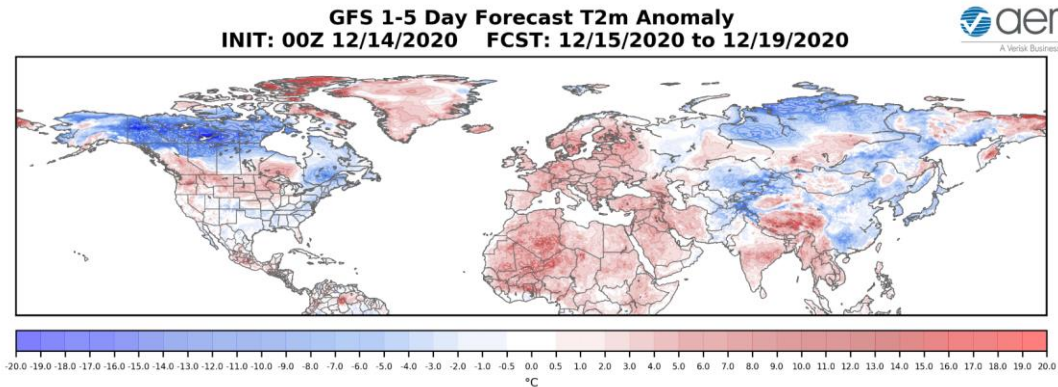 GFS 1-5 Day Forecast T2m Anomaly
INIT: 00Z 12/14/2020 FCST: 12/15/2020 to 12/19/2020
aer
A Verisk Business
-20.0 -19.0 -18.0 -17.0 -16.0 -15.0 -14.0 -13.0 -12.0 -11.0 -10.0 -9.0 -8.0 -7.0 -6.0 -5.0 -4.0 -3.0 -2.0 -1.0 -0.5 0.0 0.5 1.0 2.0 3.0 4.0 5.0 6.0 7.0 8.0 9.0 10.0 11.0 12.0 13.0 14.0 15.0 16.0 17.0 18.0 19.0 20.0
°C